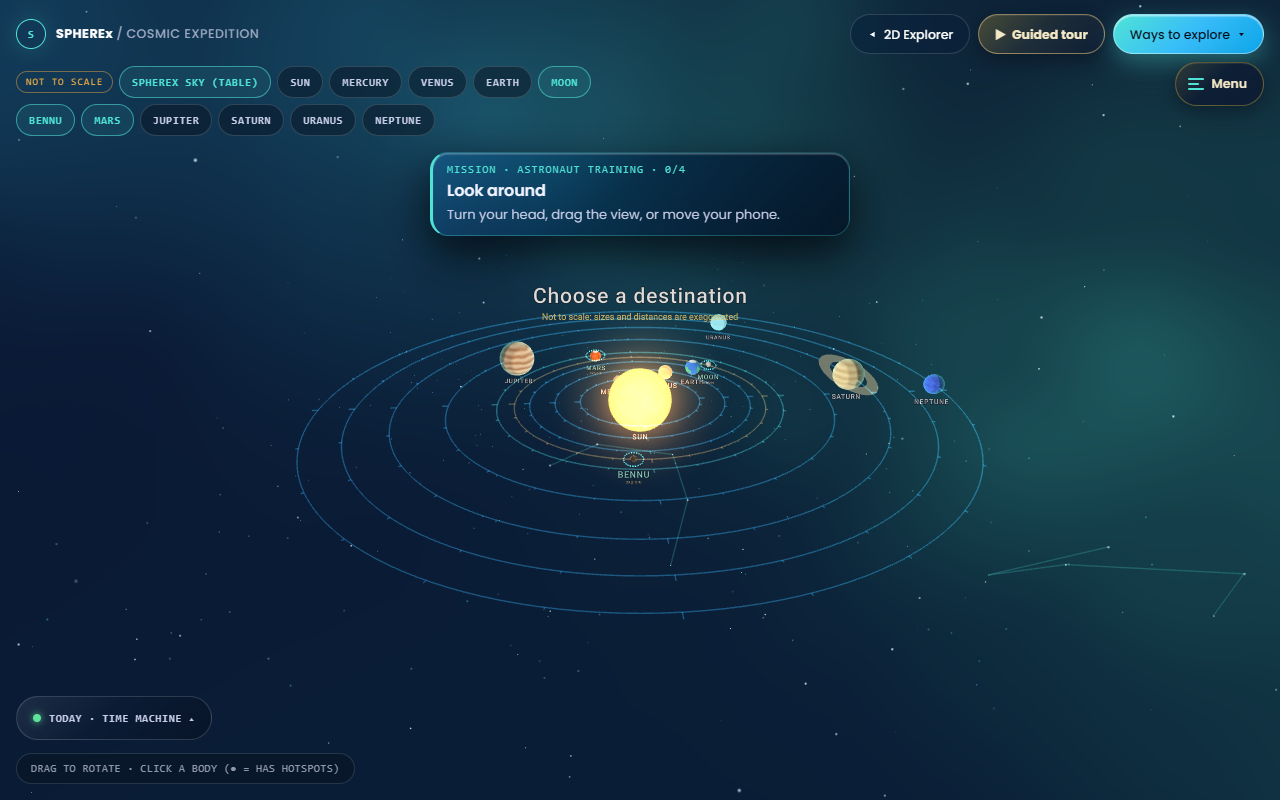 S SPHEREx / COSMIC EXPEDITION
2D Explorer
Guided tour
Ways to explore
NOT TO SCALE
SPHEREX SKY (TABLE)
SUN
MERCURY
VENUS
EARTH
MOON
Menu
BENNU
MARS
JUPITER
SATURN
URANUS
NEPTUNE
MISSION · ASTRONAUT TRAINING · 0/4
Look around
Turn your head, drag the view, or move your phone.
Choose a destination
Not to scale: sizes and distances are exaggerated
URANUS
JUPITER
MARS
MOON
EARTH
SATURN
NEPTUNE
SUN
BENNU
TODAY · TIME MACHINE
DRAG TO ROTATE · CLICK A BODY (● = HAS HOTSPOTS)